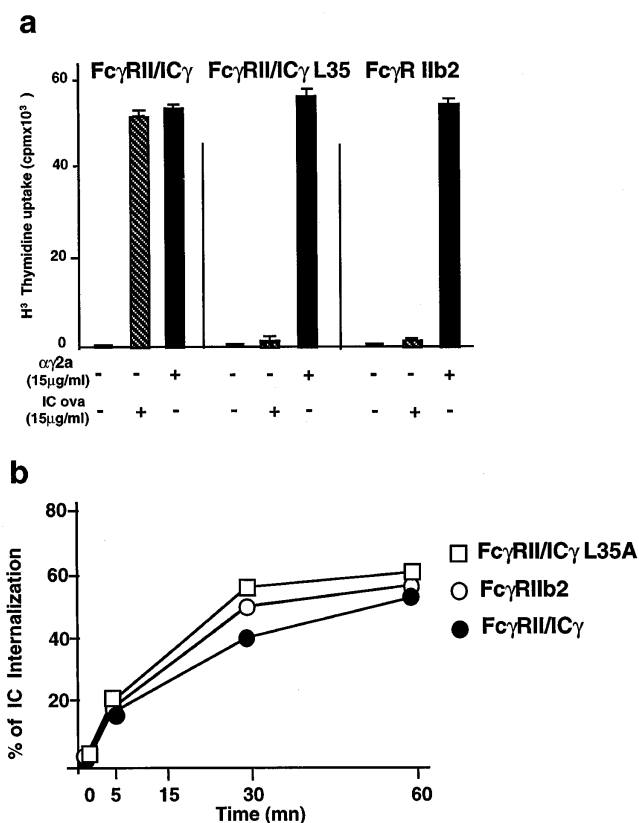 a
FcγRII/ICγ FcγRII/ICγ L35 FcγR IIb2
H³ Thymidine uptake (cpmx10³)
60
40
20
0
αγ2a
(15μg/ml)
- - + - - + - - +
IC ova
(15μg/ml)
- + - - + - - + -
b
% of IC Internalization
80
60
40
20
FcγRII/ICγ L35A
FcγRIIb2
FcγRII/ICγ
0 5 15 30 60
Time (mn)